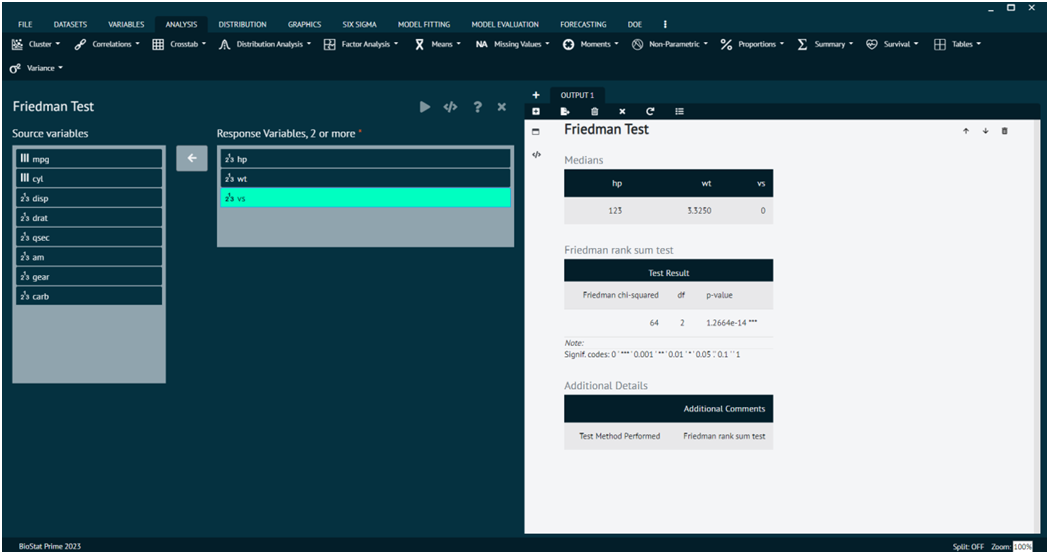 FILE DATASETS VARIABLES ANALYSIS DISTRIBUTION GRAPHICS SIX SIGMA MODEL FITTING MODEL EVALUATION FORECASTING DOE
Cluster Correlations Crosstab Distribution Analysis Factor Analysis Means NA Missing Values Moments Non-Parametric Proportions Summary Survival Tables
σ² Variance
Friedman Test
Source variables
mpg
cyl
disp
drat
qsec
am
gear
carb
Response Variables, 2 or more *
hp
wt
vs
OUTPUT 1
Friedman Test
Medians
hp wt vs
123 3.3250 0
Friedman rank sum test
Test Result
Friedman chi-squared df p-value
64 2 1.2664e-14 ***
Note:
Signif. codes: 0 ' *** ' 0.001 ' ** ' 0.01 ' * ' 0.05 '.' 0.1 ' ' 1
Additional Details
Additional Comments
Test Method Performed Friedman rank sum test
BioStat Prime 2023
Split: OFF Zoom: 100%